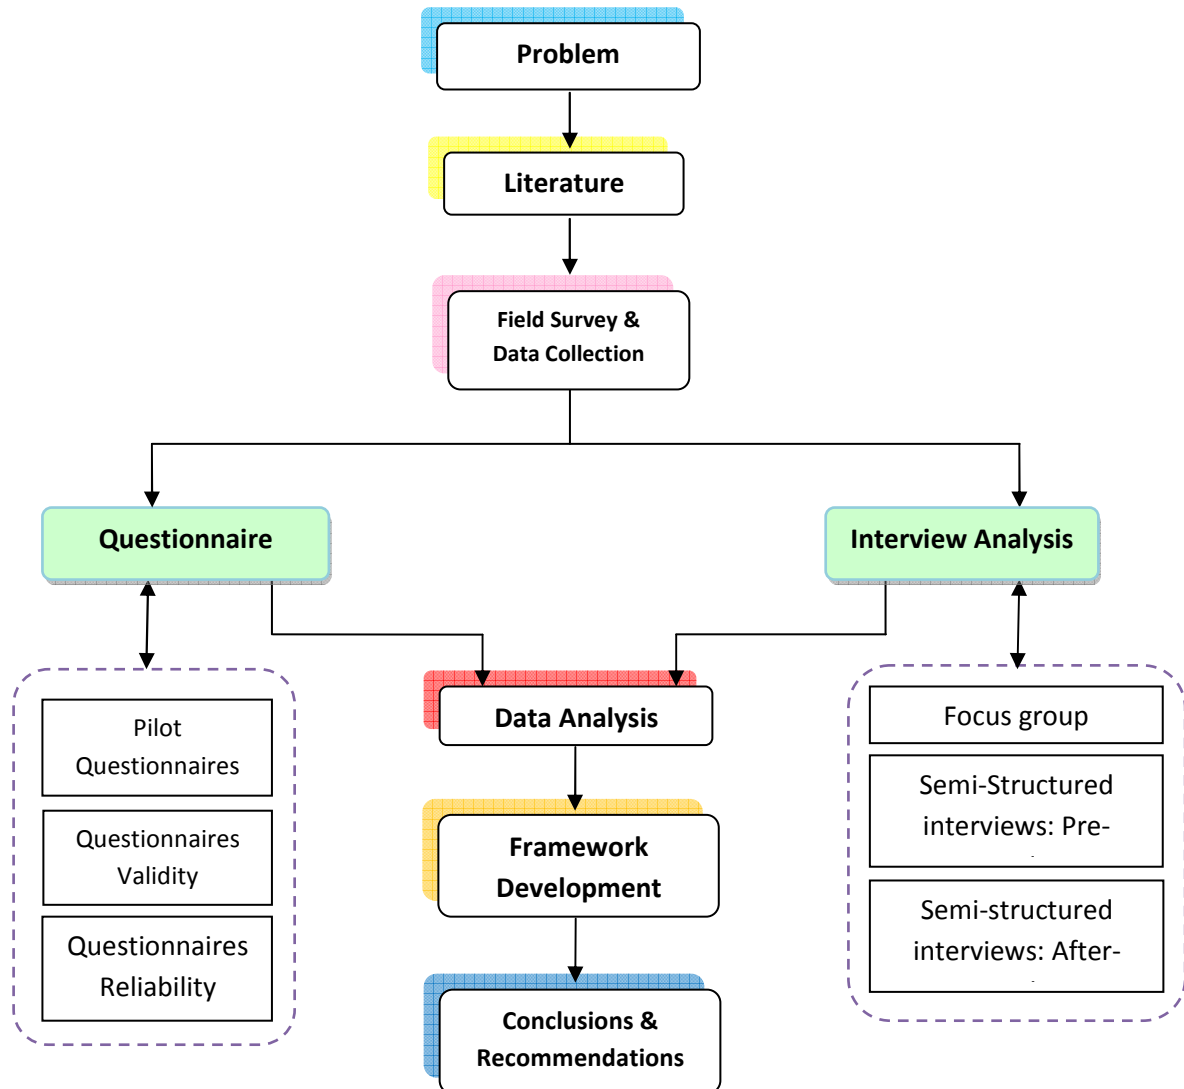 Problem
Literature
Field Survey &
Data Collection
Questionnaire
Interview Analysis
Pilot
Questionnaires
Questionnaires
Validity
Questionnaires
Reliability
Data Analysis
Framework
Development
Conclusions &
Recommendations
Focus group
Semi-Structured
interviews: Pre-
Semi-structured
interviews: After-